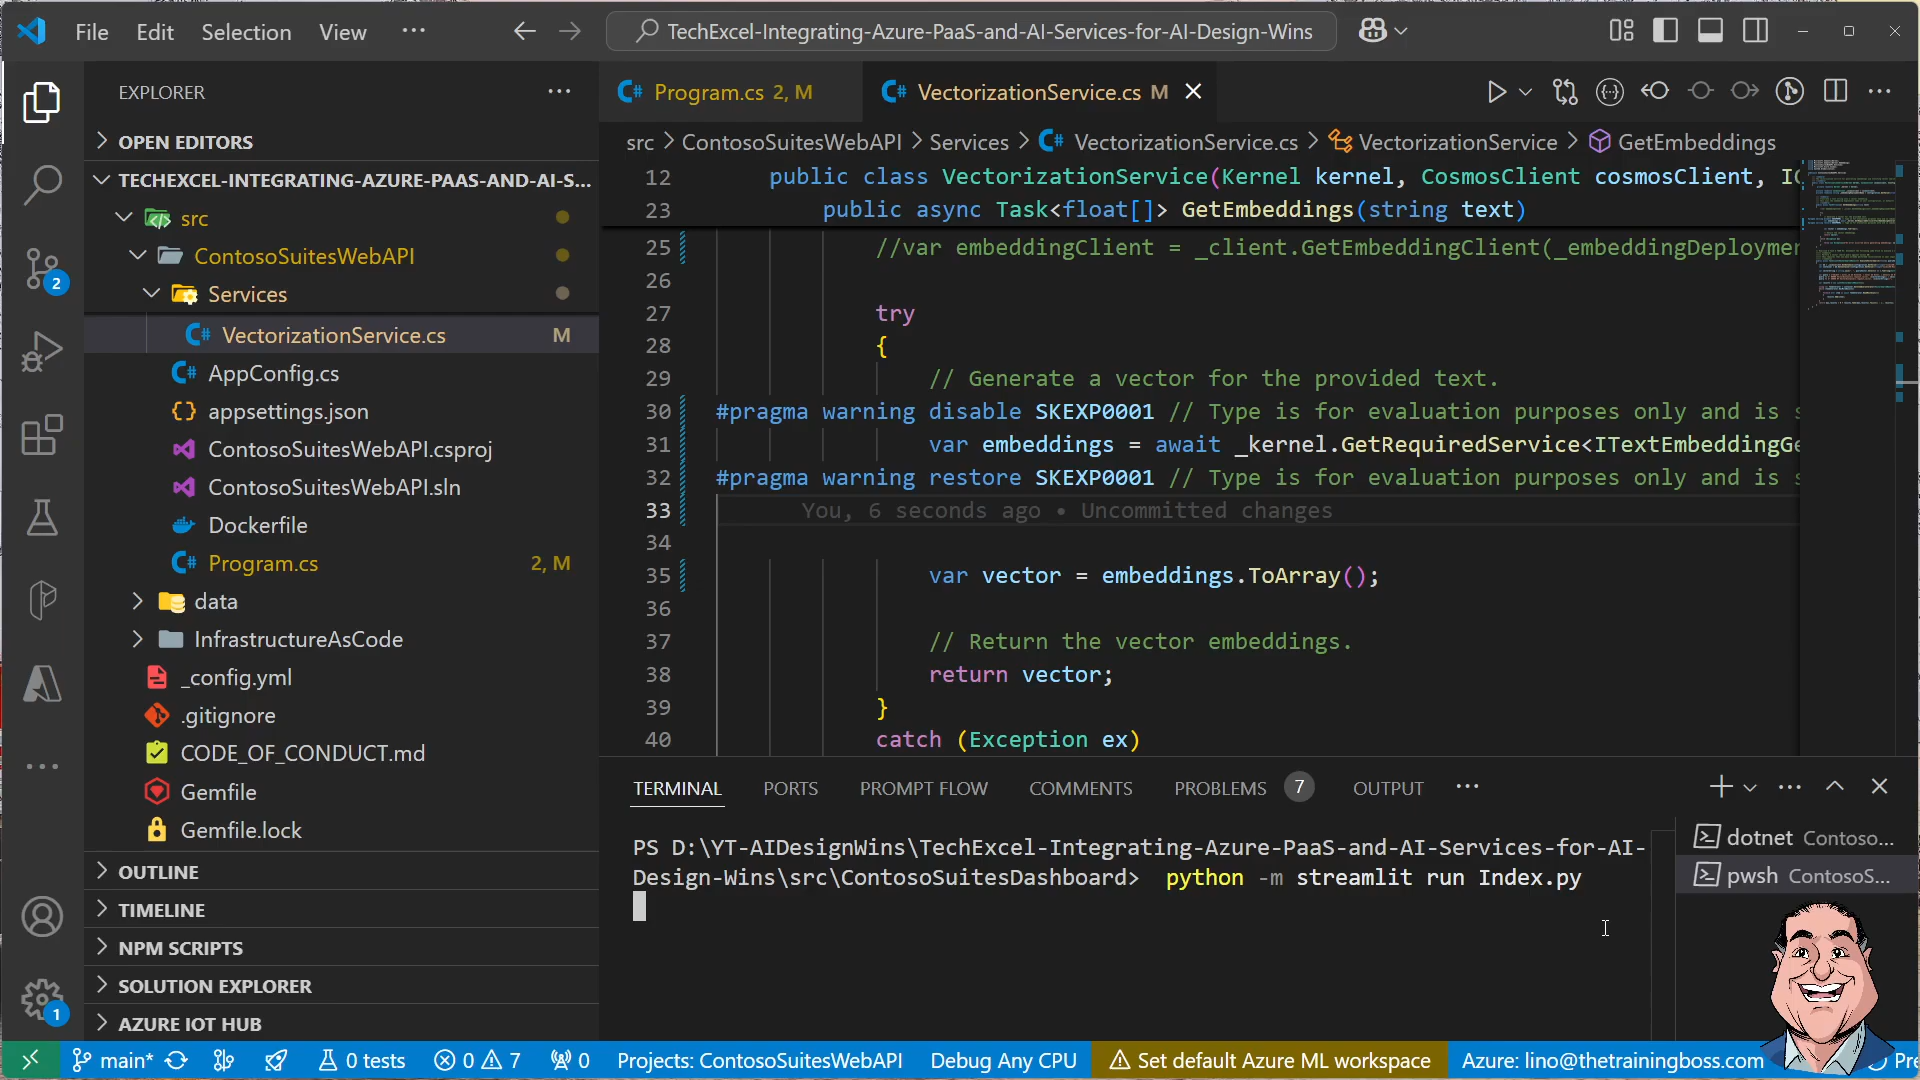 File Edit Selection View ···
TechExcel-Integrating-Azure-PaaS-and-AI-Services-for-AI-Design-Wins
EXPLORER
OPEN EDITORS
TECHEXCEL-INTEGRATING-AZURE-PAAS-AND-AI-S...
src
ContosoSuitesWebAPI
Services
VectorizationService.cs M
AppConfig.cs
appsettings.json
ContosoSuitesWebAPI.csproj
ContosoSuitesWebAPI.sln
Dockerfile
Program.cs 2, M
data
InfrastructureAsCode
_config.yml
.gitignore
CODE_OF_CONDUCT.md
Gemfile
Gemfile.lock
OUTLINE
TIMELINE
NPM SCRIPTS
SOLUTION EXPLORER
AZURE IOT HUB
2
1
Program.cs 2, M
VectorizationService.cs M
src > ContosoSuitesWebAPI > Services > VectorizationService.cs > VectorizationService > GetEmbeddings
12 public class VectorizationService(Kernel kernel, CosmosClient cosmosClient, IC
23 public async Task<float[]> GetEmbeddings(string text)
25 //var embeddingClient = _client.GetEmbeddingClient(_embeddingDeploymen
26
27 try
28 {
29 // Generate a vector for the provided text.
30 #pragma warning disable SKEXP0001 // Type is for evaluation purposes only and is s
31 var embeddings = await _kernel.GetRequiredService<ITextEmbeddingGe
32 #pragma warning restore SKEXP0001 // Type is for evaluation purposes only and is s
33 You, 6 seconds ago • Uncommitted changes
34
35 var vector = embeddings.ToArray();
36
37 // Return the vector embeddings.
38 return vector;
39 }
40 catch (Exception ex)
TERMINAL PORTS PROMPT FLOW COMMENTS PROBLEMS 7 OUTPUT ···
PS D:\YT-AIDesignWins\TechExcel-Integrating-Azure-PaaS-and-AI-Services-for-AI-
Design-Wins\src\ContosoSuitesDashboard> python -m streamlit run Index.py
dotnet Contoso...
pwsh ContosoS...
main* 0 tests 0 7 0 Projects: ContosoSuitesWebAPI Debug Any CPU Set default Azure ML workspace Azure: lino@thetrainingboss.com Pre